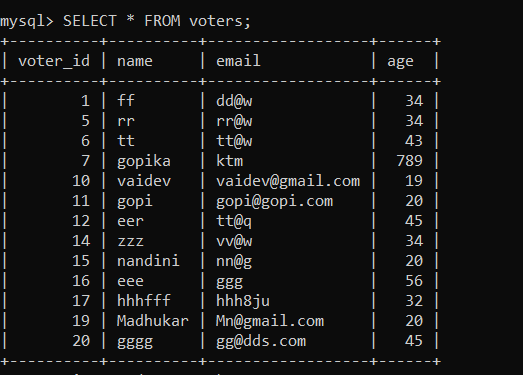 mysql> SELECT * FROM voters;
+----------+----------+------------------+------+
| voter_id | name     | email            | age  |
+----------+----------+------------------+------+
|        1 | ff       | dd@w             |   34 |
|        5 | rr       | rr@w             |   34 |
|        6 | tt       | tt@w             |   43 |
|        7 | gopika   | ktm              |  789 |
|       10 | vaidev   | vaidev@gmail.com |   19 |
|       11 | gopi     | gopi@gopi.com    |   20 |
|       12 | eer      | tt@q             |   45 |
|       14 | zzz      | vv@w             |   34 |
|       15 | nandini  | nn@g             |   20 |
|       16 | eee      | ggg              |   56 |
|       17 | hhhfff   | hhh8ju           |   32 |
|       19 | Madhukar | Mn@gmail.com     |   20 |
|       20 | gggg     | gg@dds.com       |   45 |
+----------+----------+------------------+------+